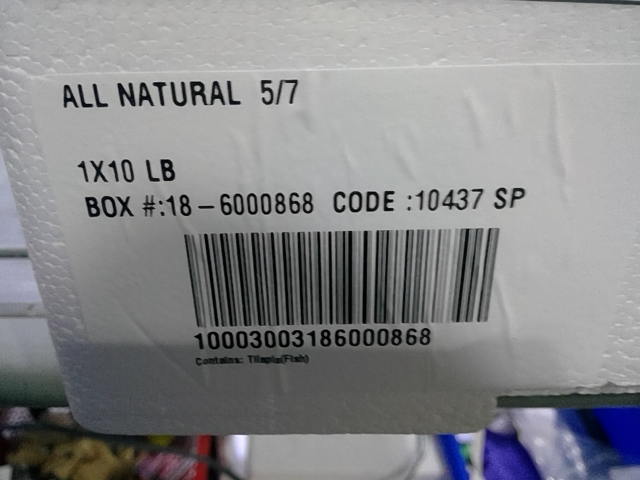 ALL NATURAL 5/7
1X10 LB
BOX #:18-6000868 CODE :10437 SP
10003003186000868
Contains: Tilapia(Fish)